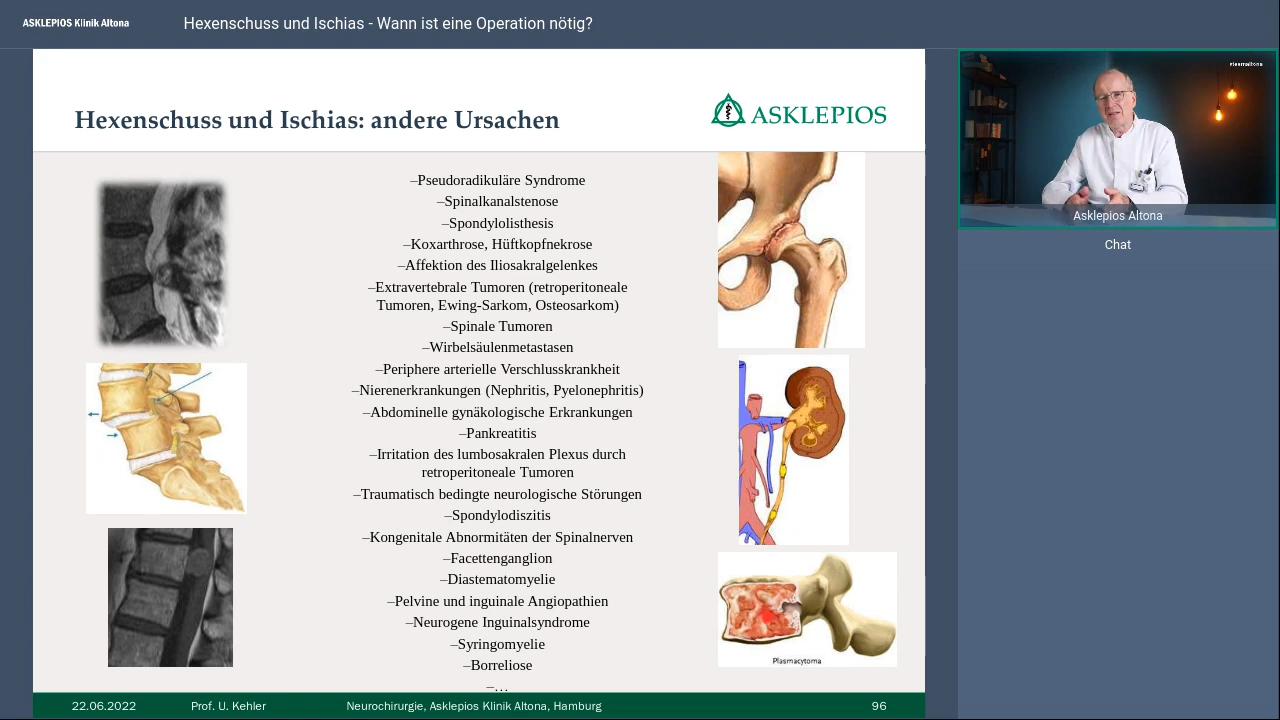 ASKLEPIOS Klinik Altona
Hexenschuss und Ischias - Wann ist eine Operation nötig?
Hexenschuss und Ischias: andere Ursachen
ASKLEPIOS
–Pseudoradikuläre Syndrome
–Spinalkanalstenose
–Spondylolisthesis
–Koxarthrose, Hüftkopfnekrose
–Affektion des Iliosakralgelenkes
–Extravertebrale Tumoren (retroperitoneale
Tumoren, Ewing-Sarkom, Osteosarkom)
–Spinale Tumoren
–Wirbelsäulenmetastasen
–Periphere arterielle Verschlusskrankheit
–Nierenerkrankungen (Nephritis, Pyelonephritis)
–Abdominelle gynäkologische Erkrankungen
–Pankreatitis
–Irritation des lumbosakralen Plexus durch
retroperitoneale Tumoren
–Traumatisch bedingte neurologische Störungen
–Spondylodiszitis
–Kongenitale Abnormitäten der Spinalnerven
–Facettenganglion
–Diastematomyelie
–Pelvine und inguinale Angiopathien
–Neurogene Inguinalsyndrome
–Syringomyelie
–Borreliose
–…
Plasmacytoma
22.06.2022
Prof. U. Kehler
Neurochirurgie, Asklepios Klinik Altona, Hamburg
96
#teamaltona
Asklepios Altona
Chat